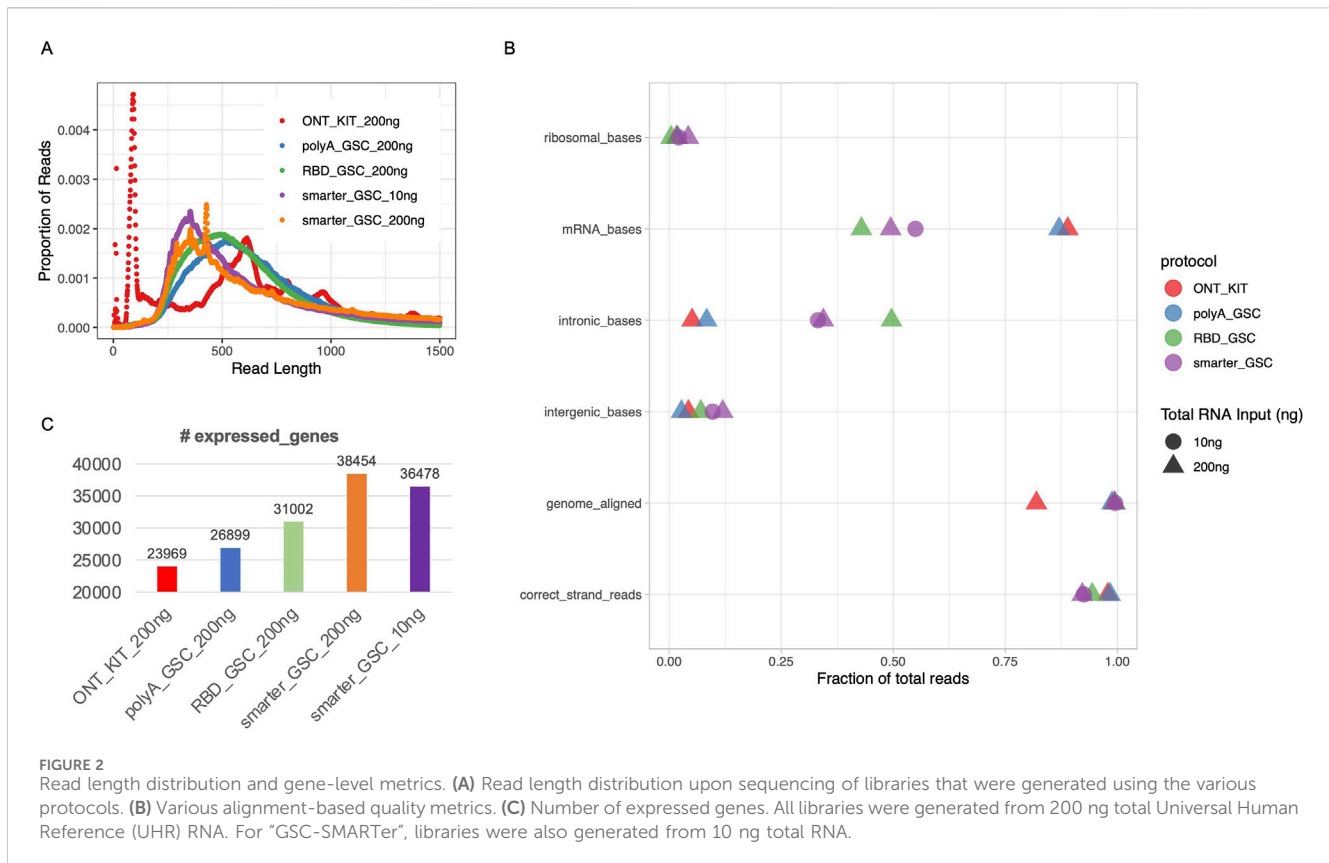 A
0.004
0.003
0.002
0.001
0.000
Proportion of Reads
ONT_KIT_200ng
polyA_GSC_200ng
RBD_GSC_200ng
smarter_GSC_10ng
smarter_GSC_200ng
0
500
1000
1500
Read Length
B
ribosomal_bases
mRNA_bases
intronic_bases
intergenic_bases
genome_aligned
correct_strand_reads
0.00
0.25
0.50
0.75
1.00
Fraction of total reads
protocol
ONT_KIT
polyA_GSC
RBD_GSC
smarter_GSC
Total RNA Input (ng)
10ng
200ng
C
# expressed_genes
40000
35000
30000
25000
20000
23969
26899
31002
38454
36478
ONT_KIT_200ng
polyA_GSC_200ng
RBD_GSC_200ng
smarter_GSC_200ng
smarter_GSC_10ng
FIGURE 2
Read length distribution and gene-level metrics. (A) Read length distribution upon sequencing of libraries that were generated using the various
protocols. (B) Various alignment-based quality metrics. (C) Number of expressed genes. All libraries were generated from 200 ng total Universal Human
Reference (UHR) RNA. For “GSC-SMARTer”, libraries were also generated from 10 ng total RNA.